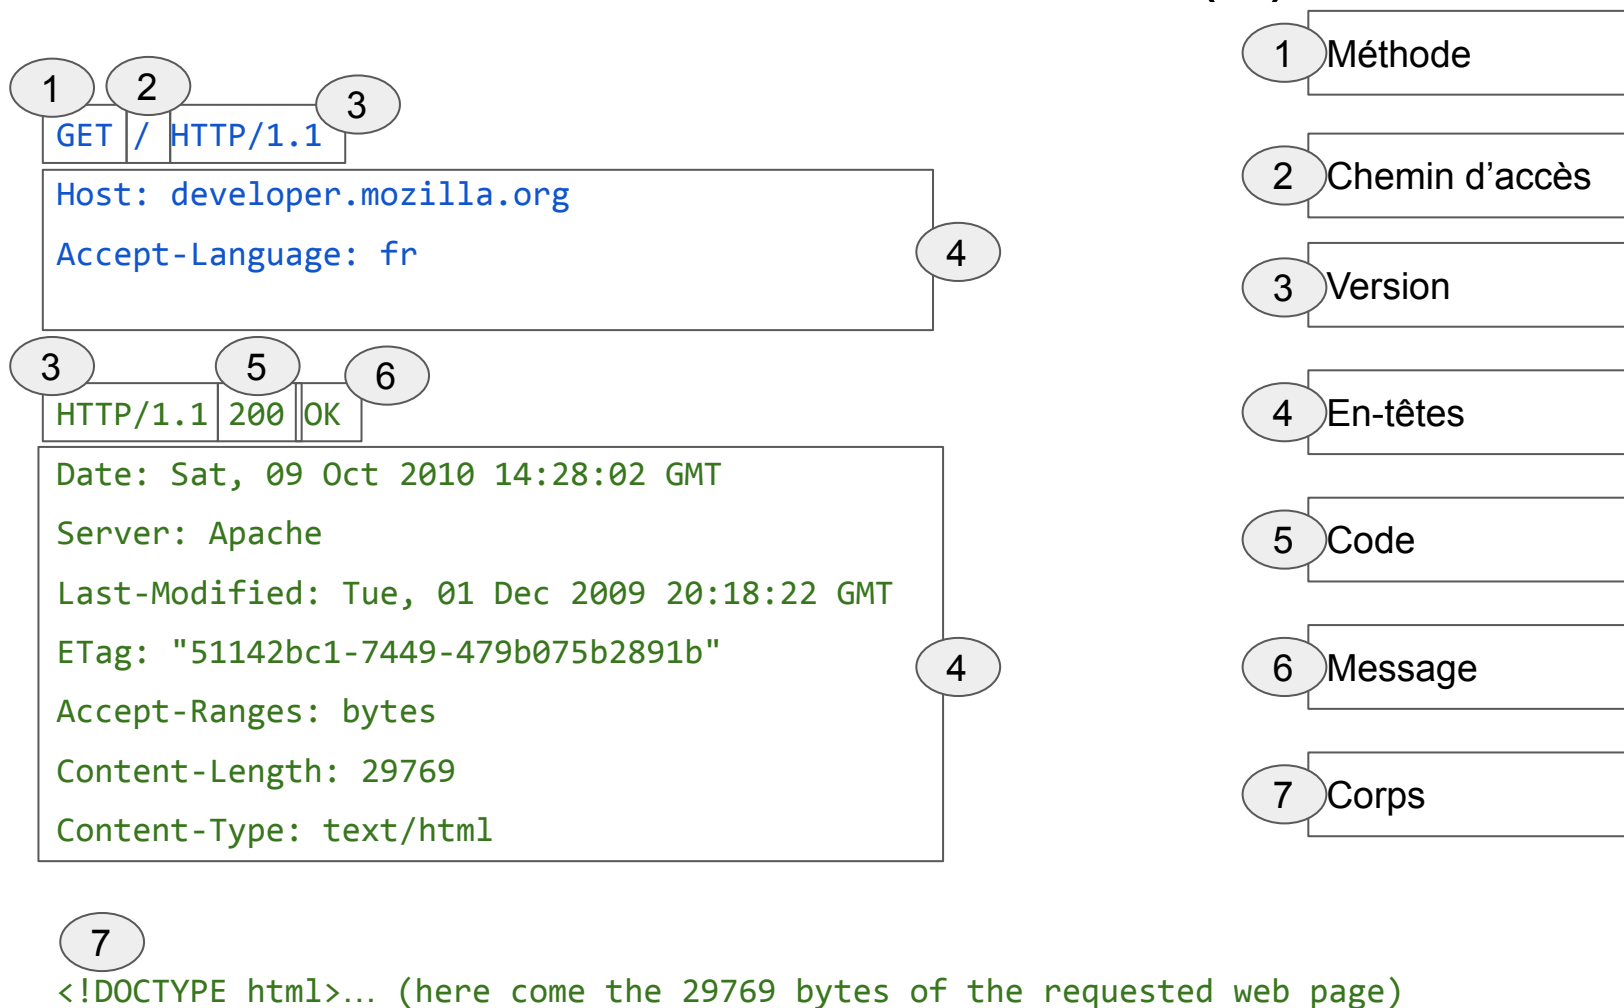 1 2 3
GET / HTTP/1.1
Host: developer.mozilla.org
Accept-Language: fr
4
3 5 6
HTTP/1.1 200 OK
Date: Sat, 09 Oct 2010 14:28:02 GMT
Server: Apache
Last-Modified: Tue, 01 Dec 2009 20:18:22 GMT
ETag: "51142bc1-7449-479b075b2891b"
4
Accept-Ranges: bytes
Content-Length: 29769
Content-Type: text/html
7
<!DOCTYPE html>… (here come the 29769 bytes of the requested web page)
1 Méthode
2 Chemin d’accès
3 Version
4 En-têtes
5 Code
6 Message
7 Corps